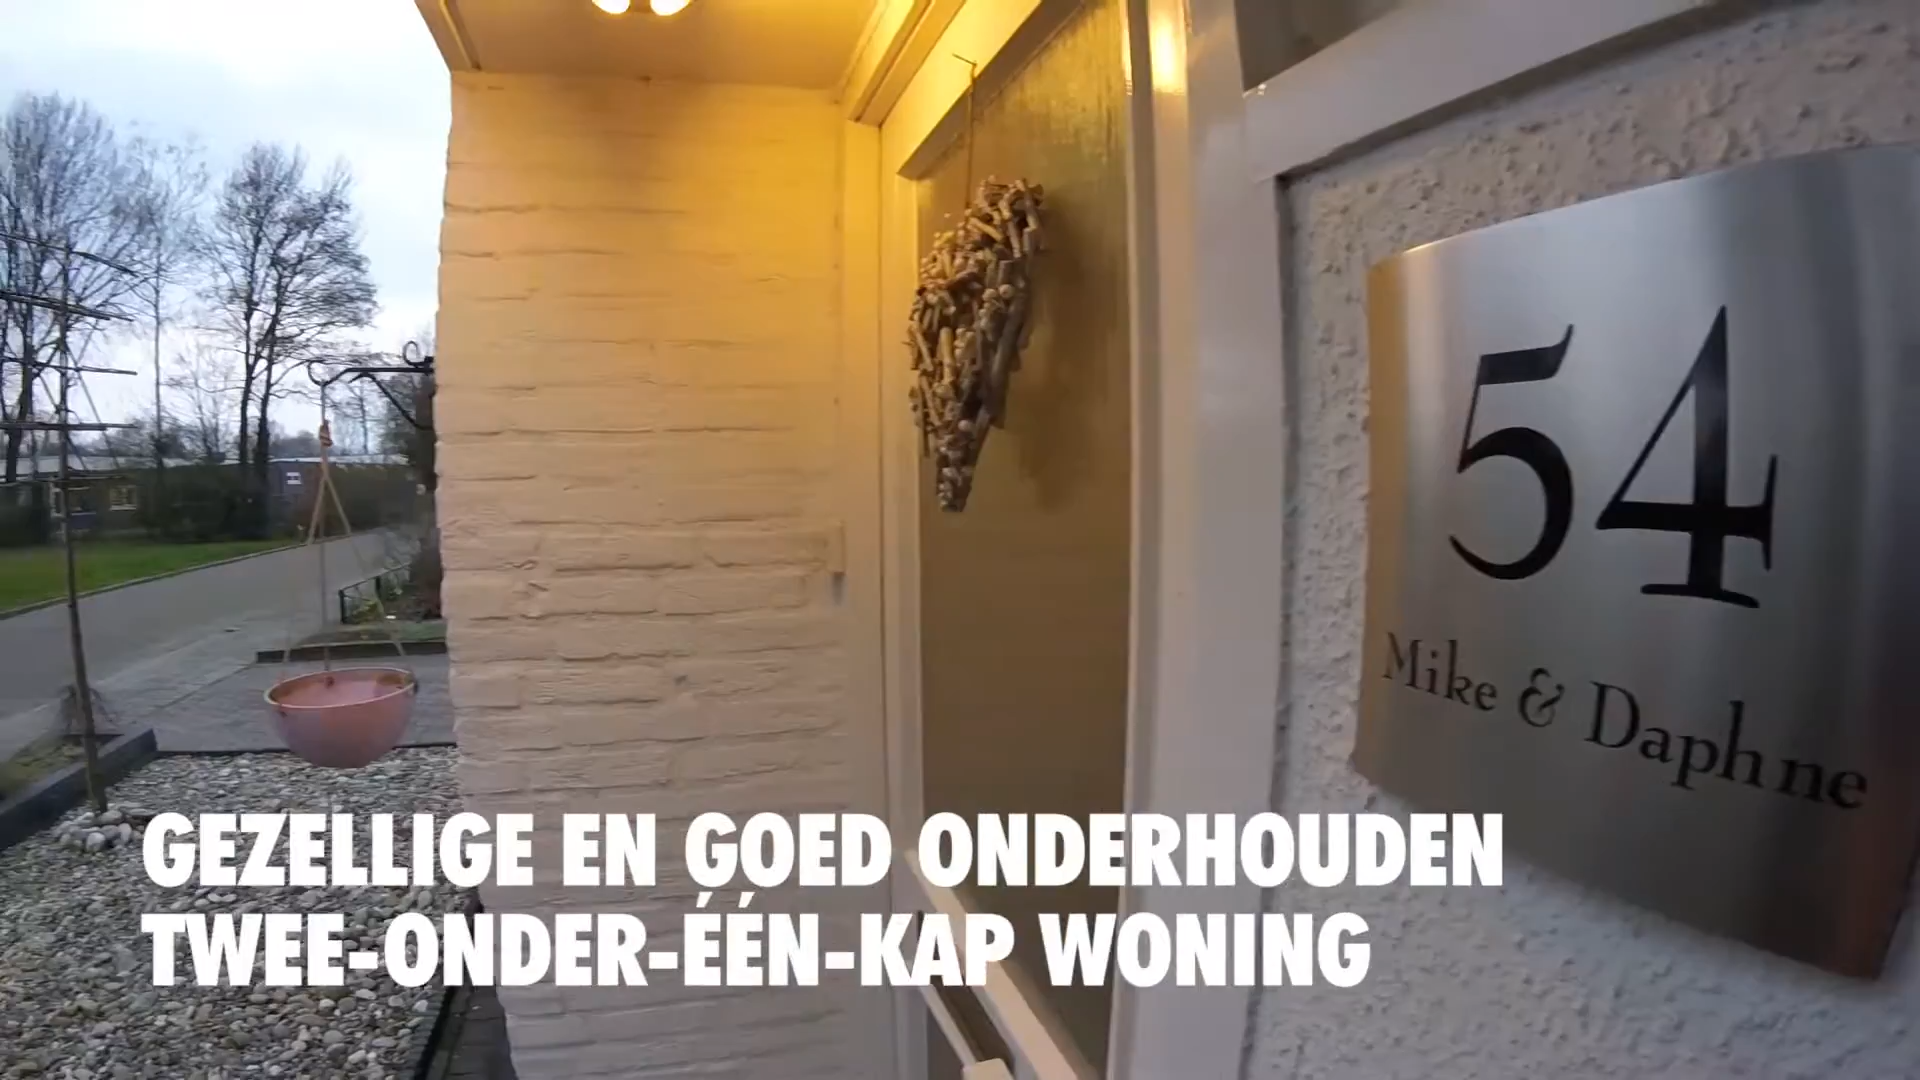 54
Mike & Daphne
GEZELLIGE EN GOED ONDERHOUDEN
TWEE-ONDER-ÉÉN-KAP WONING